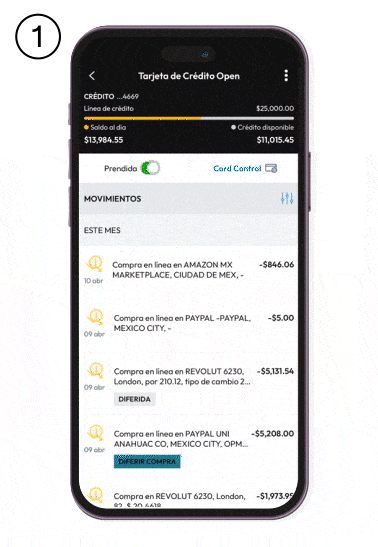 1
Tarjeta de Crédito Open
CRÉDITO ...4669
Línea de crédito $25,000.00
Saldo al día Crédito disponible
$13,984.55 $11,015.45
Prendida Card Control
MOVIMIENTOS
ESTE MES
Compra en línea en AMAZON MX -$846.06
MARKETPLACE, CIUDAD DE MEX, -
10 abr
Compra en línea en PAYPAL -PAYPAL, -$5.00
MEXICO CITY, -
09 abr
Compra en línea en REVOLUT 6230, -$5,131.54
London, por 210.12, tipo de cambio 2...
09 abr
DIFERIDA
Compra en línea en PAYPAL UNI -$5,208.00
ANAHUAC CO, MEXICO CITY, OPM...
09 abr
DIFERIR COMPRA
Compra en REVOLUT 6230, London, -$1,973.95